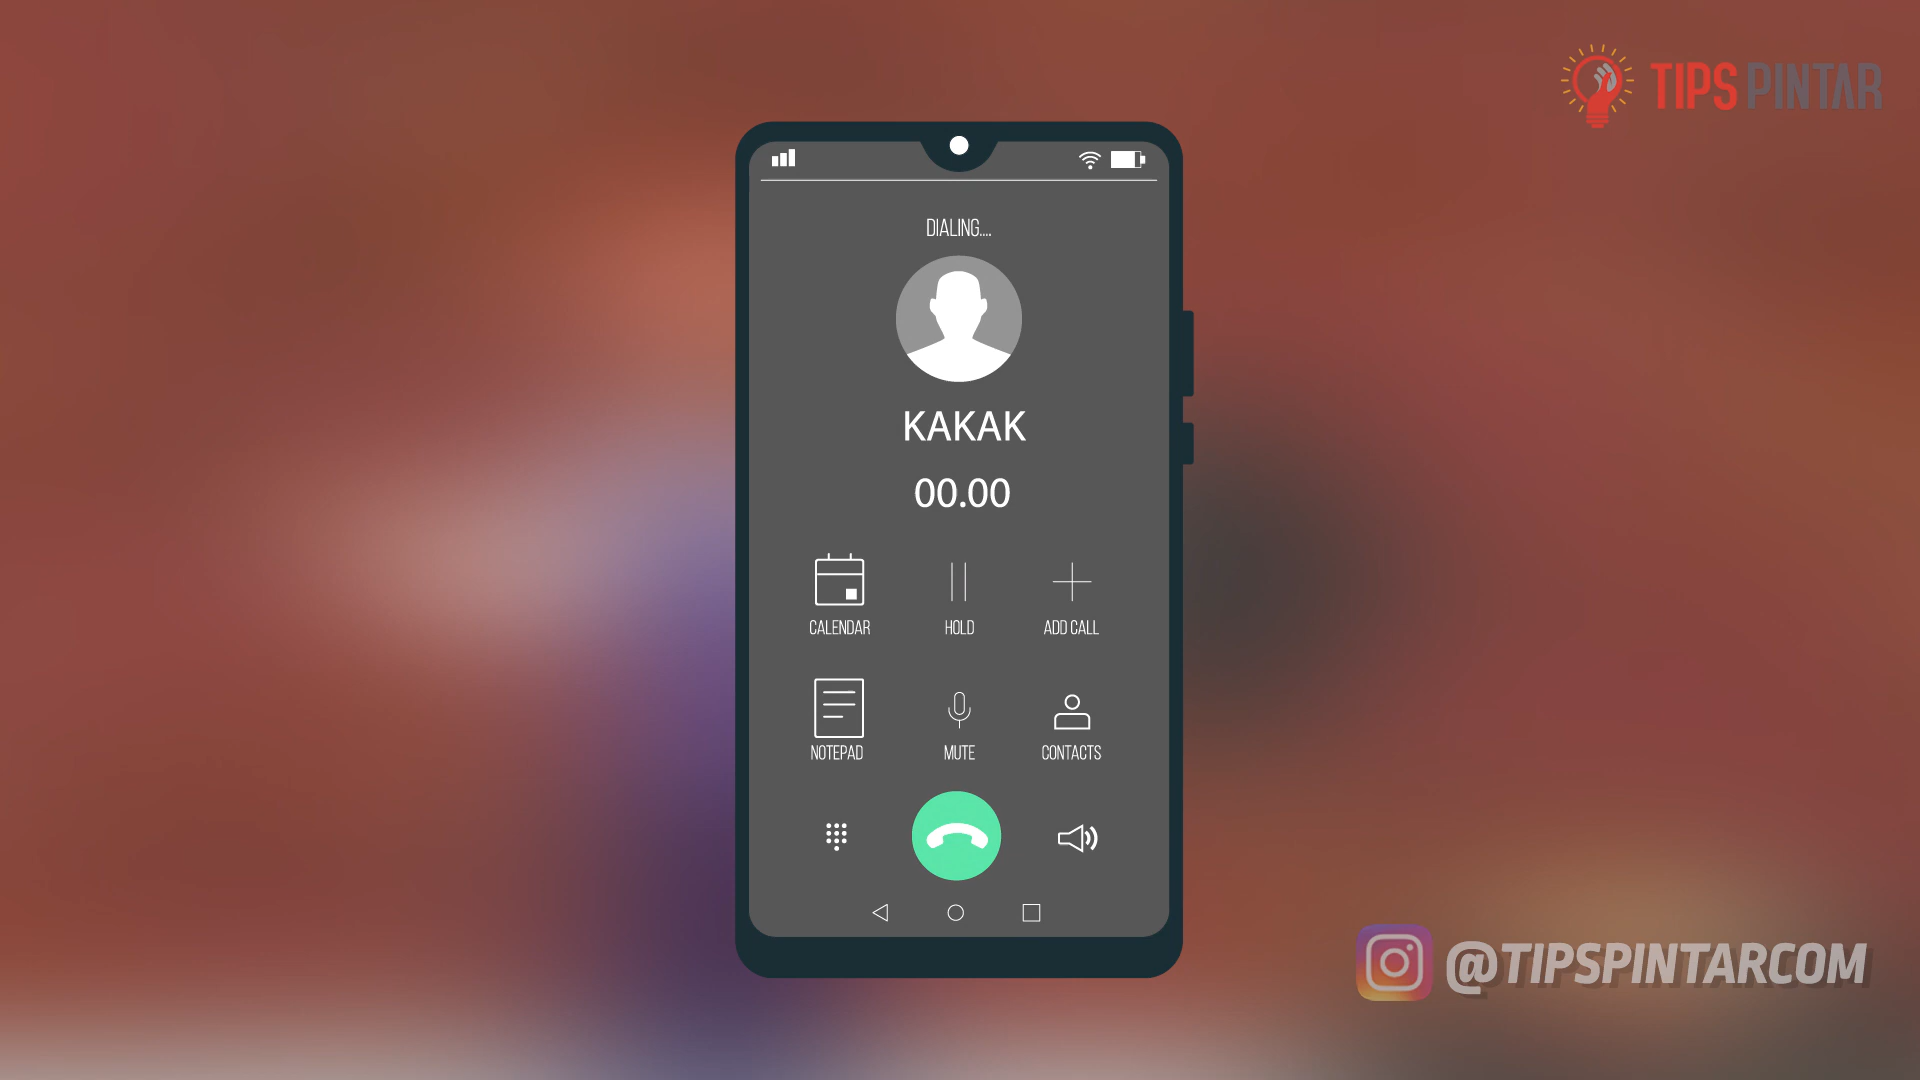 TIPS PINTAR
DIALING....
KAKAK
00.00
CALENDAR HOLD ADD CALL
NOTEPAD MUTE CONTACTS
@TIPSPINTARCOM